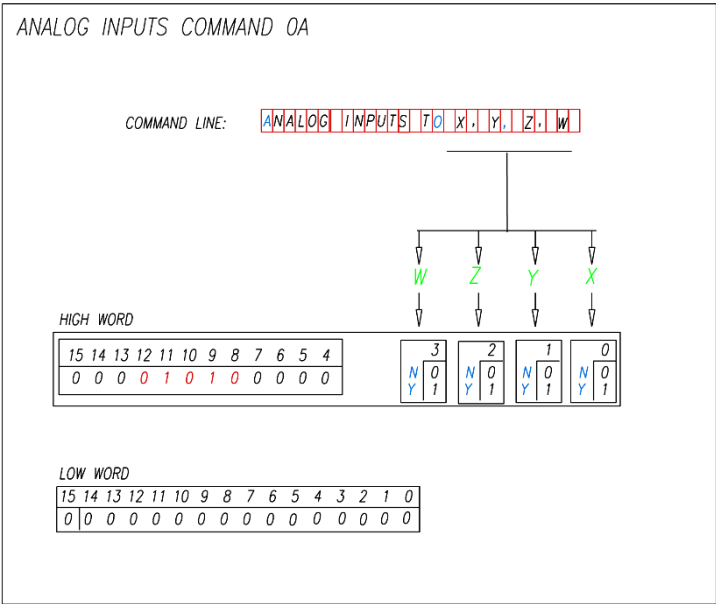 ANALOG INPUTS COMMAND 0A
COMMAND LINE: ANALOG INPUTS TO X, Y, Z, W
W Z Y X
HIGH WORD
15 14 13 12 11 10 9 8 7 6 5 4 3 2 1 0
0 0 0 0 1 0 1 0 0 0 0 0 N 0 N 0 N 0 N 0
Y 1 Y 1 Y 1 Y 1
LOW WORD
15 14 13 12 11 10 9 8 7 6 5 4 3 2 1 0
0 0 0 0 0 0 0 0 0 0 0 0 0 0 0 0